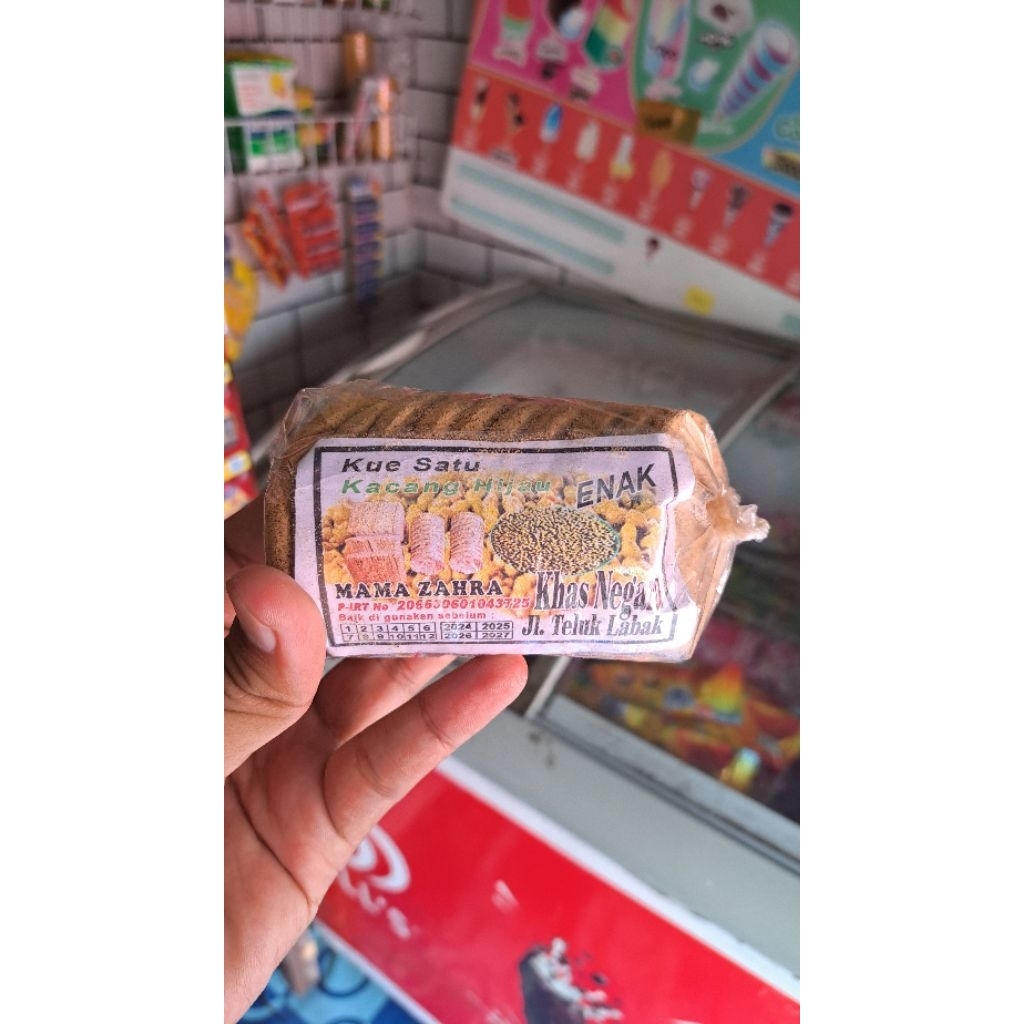 Kue Satu
Kacang Hijau
ENAK
MAMA ZAHRA
P-IRT No 206630601043725
Khas Negara
Baik di gunakan sebelum :
Jl. Teluk Labak
1 2 3 4 5 6 2024 2025
7 8 9 10 11 12 2026 2027